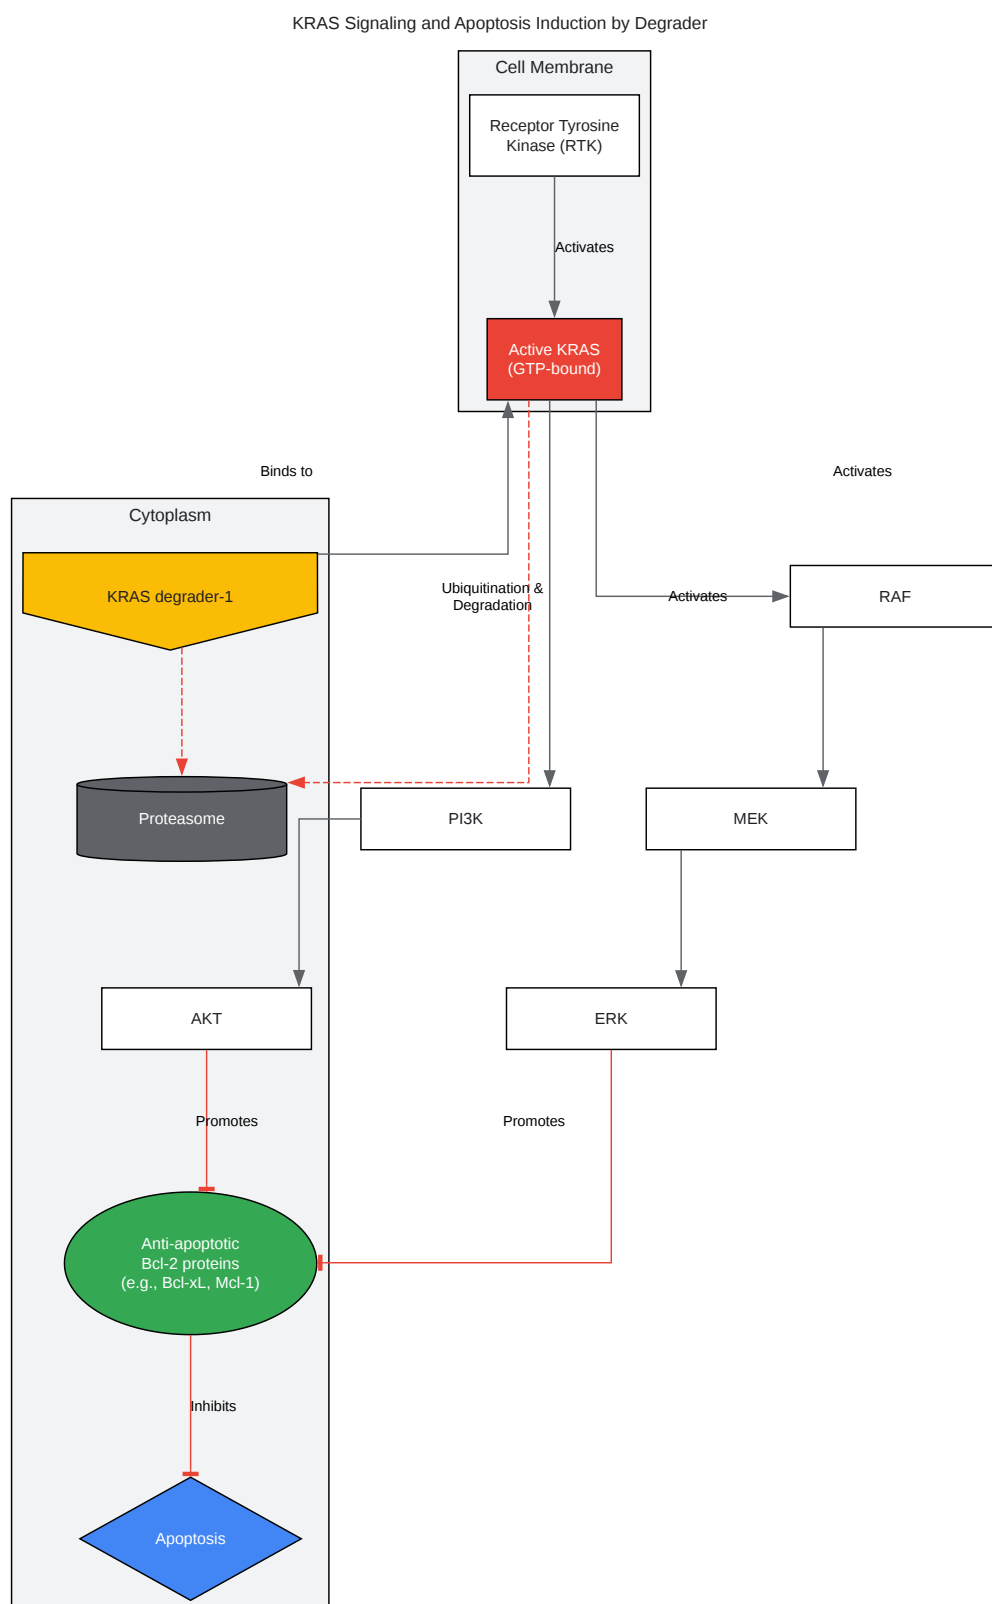 KRAS Signaling and Apoptosis Induction by Degrader
Cell Membrane
Receptor Tyrosine
Kinase (RTK)
Activates
Active KRAS
(GTP-bound)
Binds to
Activates
Cytoplasm
KRAS degrader-1
Ubiquitination &
Degradation
Activates
RAF
Proteasome
PI3K
MEK
AKT
ERK
Promotes
Promotes
Anti-apoptotic
Bcl-2 proteins
(e.g., Bcl-xL, Mcl-1)
Inhibits
Apoptosis